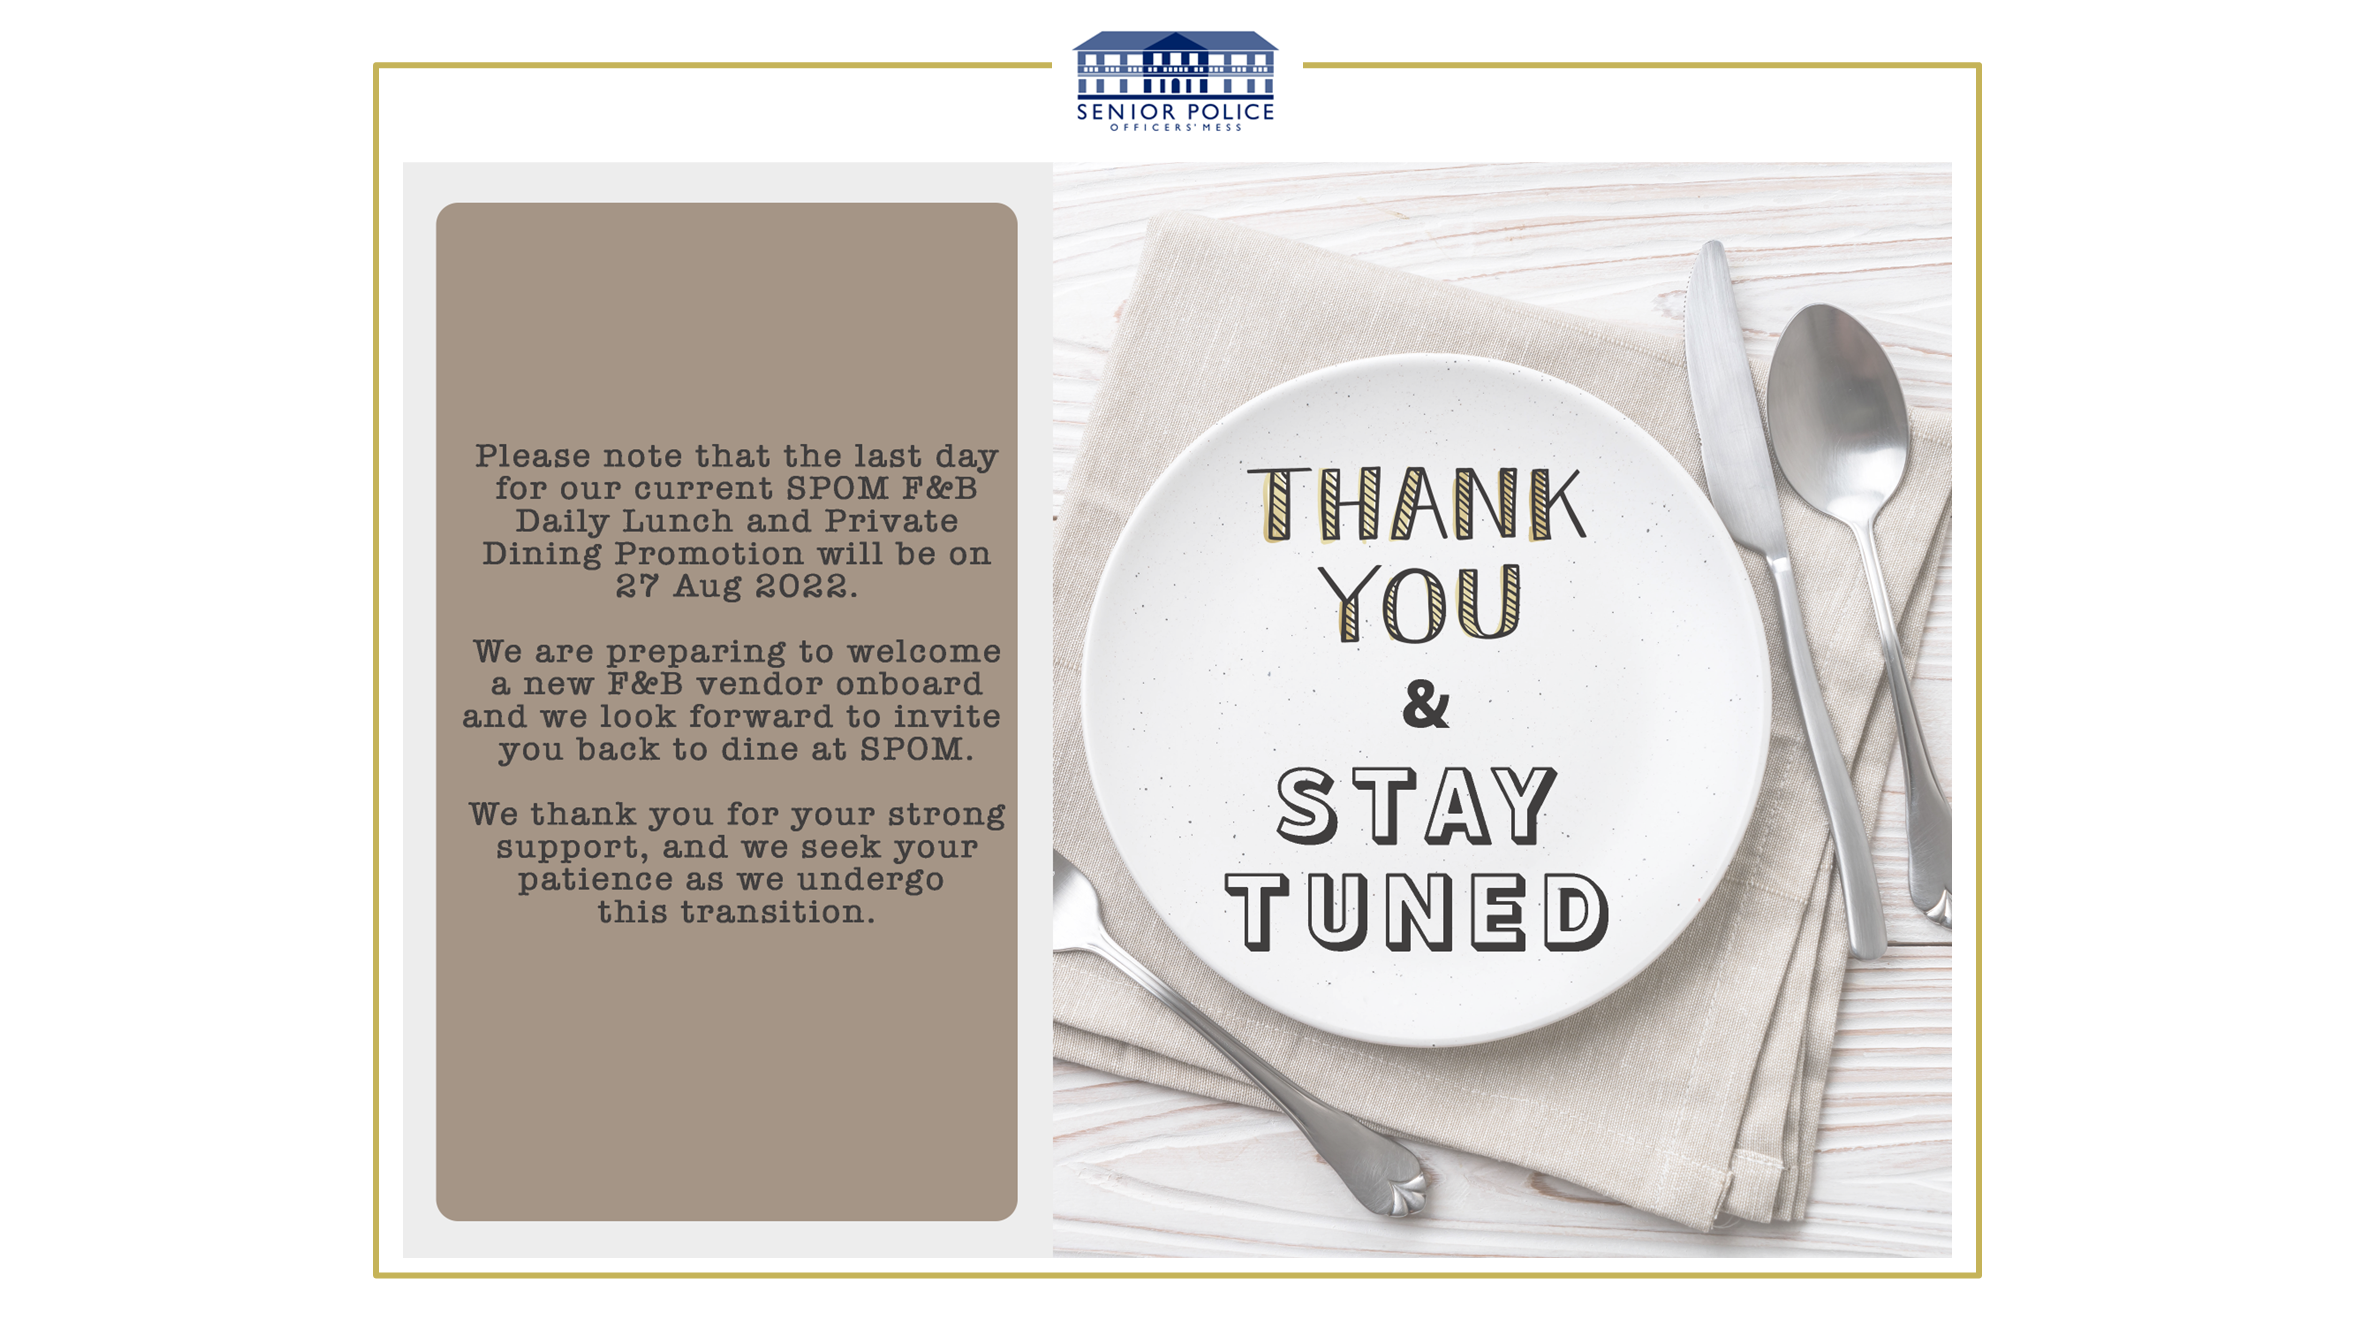 SENIOR POLICE
OFFICERS' MESS
Please note that the last day
for our current SPOM F&B
Daily Lunch and Private
Dining Promotion will be on
27 Aug 2022.
We are preparing to welcome
a new F&B vendor onboard
and we look forward to invite
you back to dine at SPOM.
We thank you for your strong
support, and we seek your
patience as we undergo
this transition.
THANK
YOU
&
STAY
TUNED